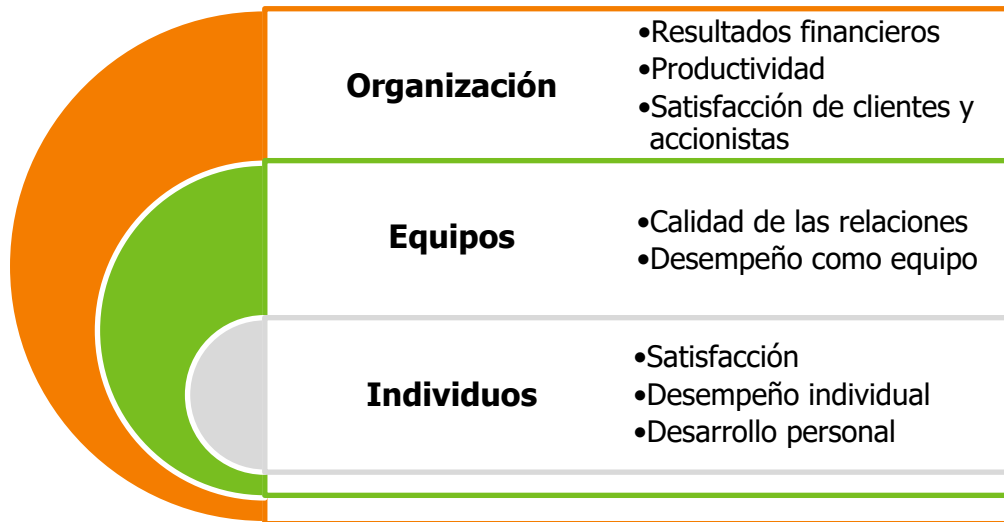 Organización
•Resultados financieros
•Productividad
•Satisfacción de clientes y
accionistas
Equipos
•Calidad de las relaciones
•Desempeño como equipo
Individuos
•Satisfacción
•Desempeño individual
•Desarrollo personal